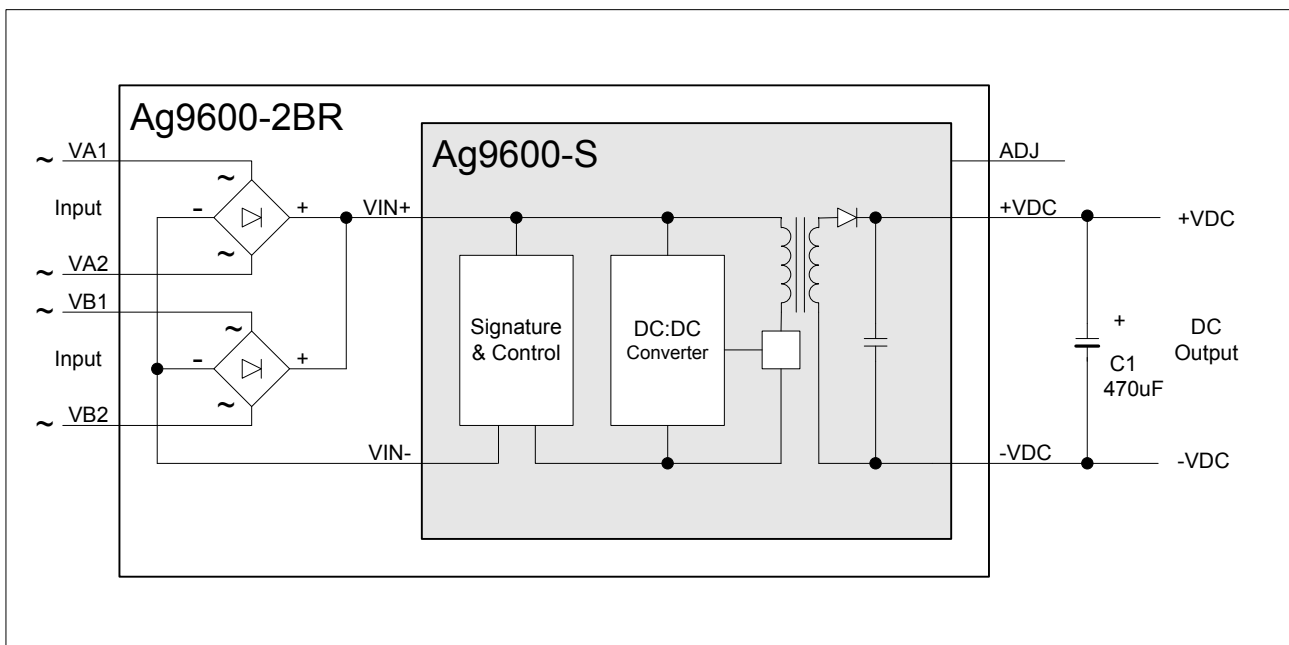 Ag9600-2BR
Ag9600-S
~ VA1
~
Input
-
+
VIN+
~
~ VA2
~ VB1
~
Input
-
+
~
~ VB2
VIN-
Signature
& Control
DC:DC
Converter
ADJ
+VDC
+VDC
+
C1
470uF
DC
Output
-VDC
-VDC